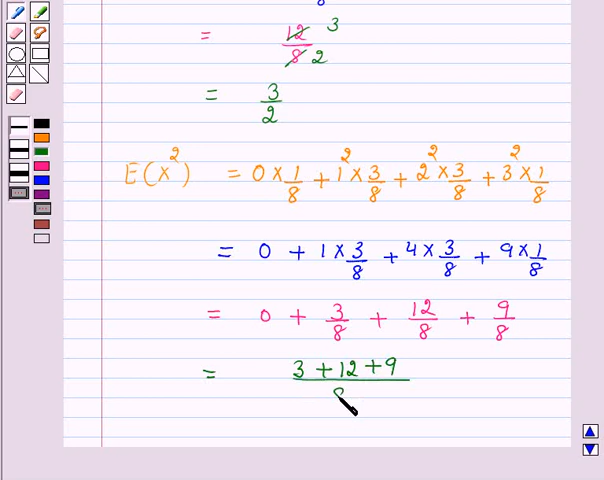 8
= 12/8 3 2
= 3/2
E(X²) = 0 × 1/8 + 1² × 3/8 + 2² × 3/8 + 3² × 1/8
= 0 + 1 × 3/8 + 4 × 3/8 + 9 × 1/8
= 0 + 3/8 + 12/8 + 9/8
= 3 + 12 + 9 / 8